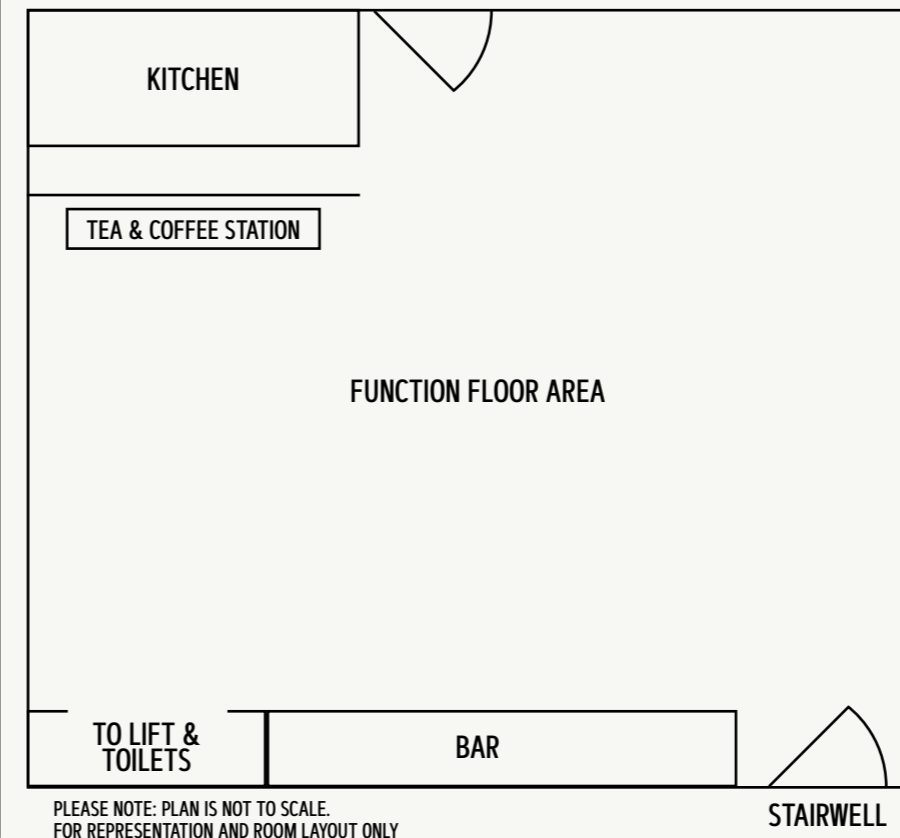 KITCHEN
TEA & COFFEE STATION
FUNCTION FLOOR AREA
TO LIFT &
TOILETS
BAR
PLEASE NOTE: PLAN IS NOT TO SCALE.
FOR REPRESENTATION AND ROOM LAYOUT ONLY
STAIRWELL